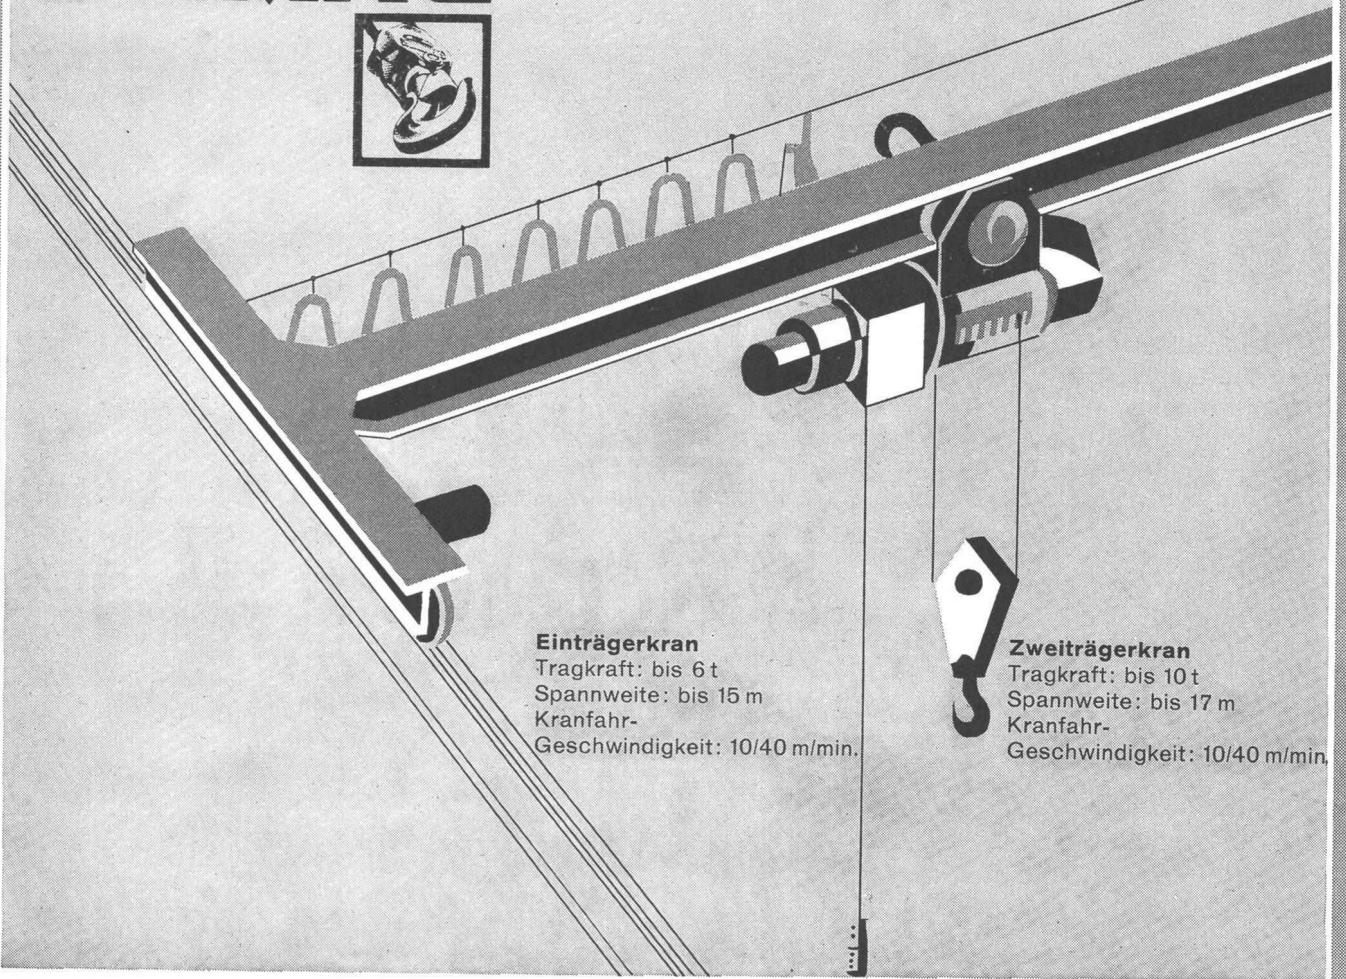 Einträgerkran
Tragkraft: bis 6 t
Spannweite: bis 15 m
Kranfahr-
Geschwindigkeit: 10/40 m/min.
Zweiträgerkran
Tragkraft: bis 10 t
Spannweite: bis 17 m
Kranfahr-
Geschwindigkeit: 10/40 m/min.